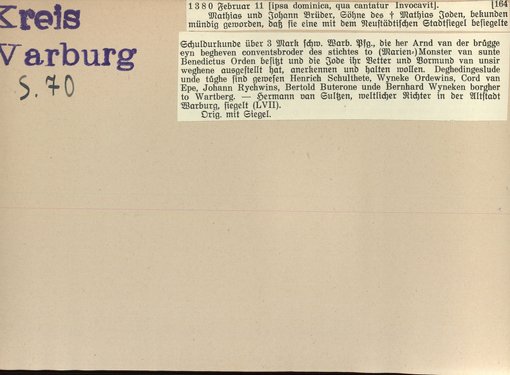 Kreis
Warburg
S. 70
1380 Februar 11 [ipsa dominica, qua cantatur Invocavit]. [164
Mathias und Johann Brüder, Söhne des † Mathias Joden, bekunden
mündig geworden, daß sie eine mit dem Neustädtischen Stadtsiegel besiegelte
Schuldurkunde über 3 Mark schw. Warb. Pfg., die her Arnd van der brügge
eyn begheven conventsbroder des stichtes to (Marien-)Monster van sunte
Benedictus Orden besitzt und die Jode ihr Vetter und Vormund van unsir
weghene ausgestellt hat, anerkennen und halten wollen. Deghedingeslude
unde tüghe sind gewesen Henrich Schulthete, Wyneke Ordewins, Cord van
Epe, Johann Rychwins, Bertold Buterone unde Bernhard Wyneken borgher
to Wartberg. — Hermann van Sultzen, weltlicher Richter in der Altstadt
Warburg, siegelt (LVII).
Orig. mit Siegel.